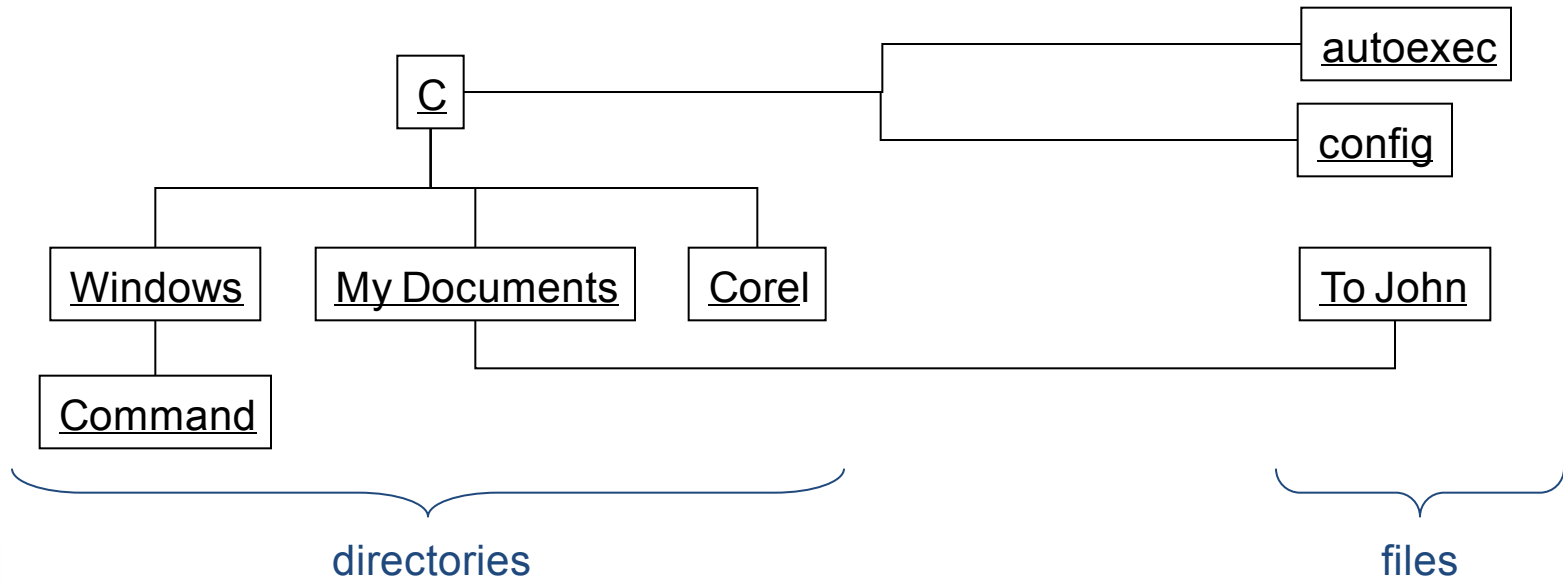 autoexec
C
config
Windows
My Documents
Corel
To John
Command
directories
files